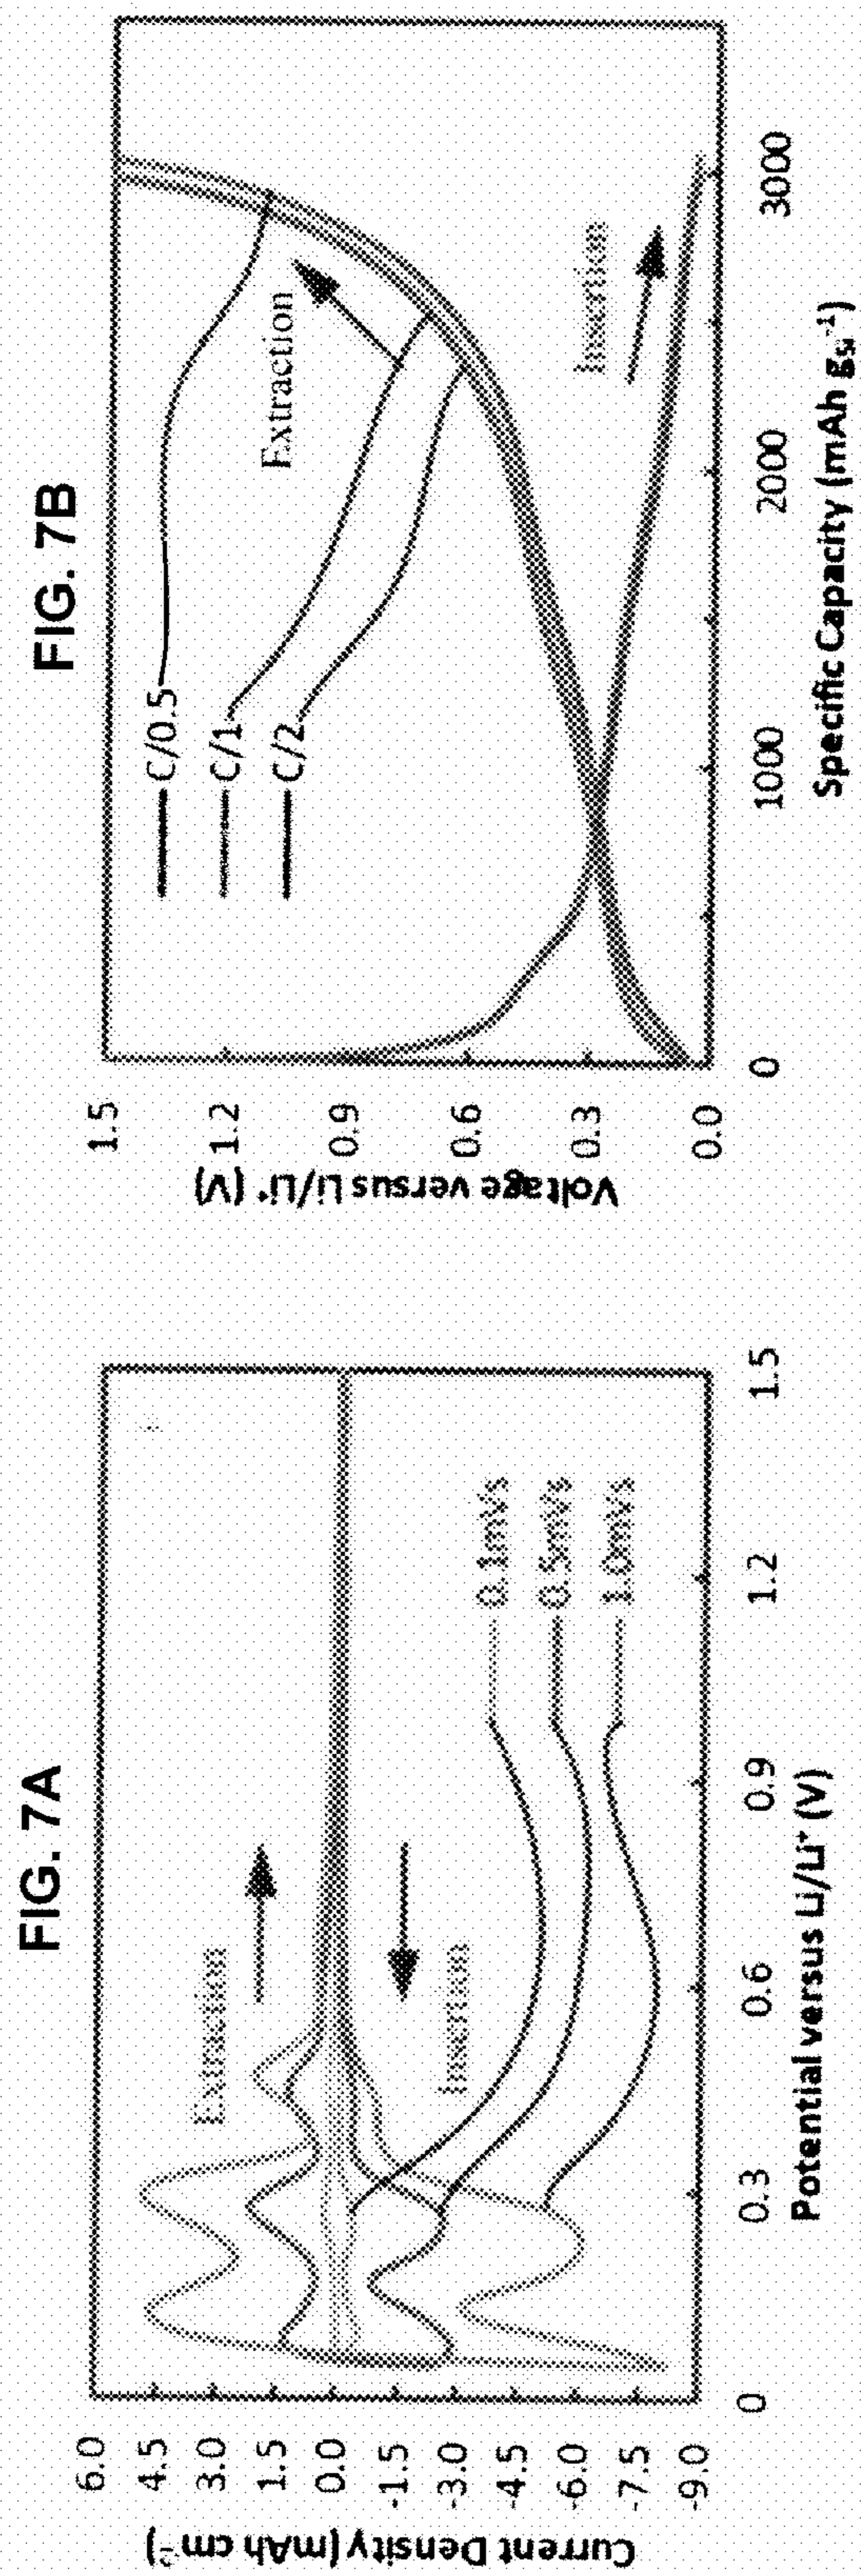 FIG. 7A
Current Density (mAh cm⁻²)
6.0
4.5
3.0
1.5
0.0
-1.5
-3.0
-4.5
-6.0
-7.5
-9.0
Extraction
Insertion
0.1mV/s
0.5mV/s
1.0mV/s
0
0.3
0.6
0.9
1.2
1.5
Potential versus Li/Li⁺ (V)
FIG. 7B
Voltage versus Li/Li⁺ (V)
1.5
1.2
0.9
0.6
0.3
0.0
C/0.5
C/1
C/2
Extraction
Insertion
0
1000
2000
3000
Specific Capacity (mAh gSi⁻¹)